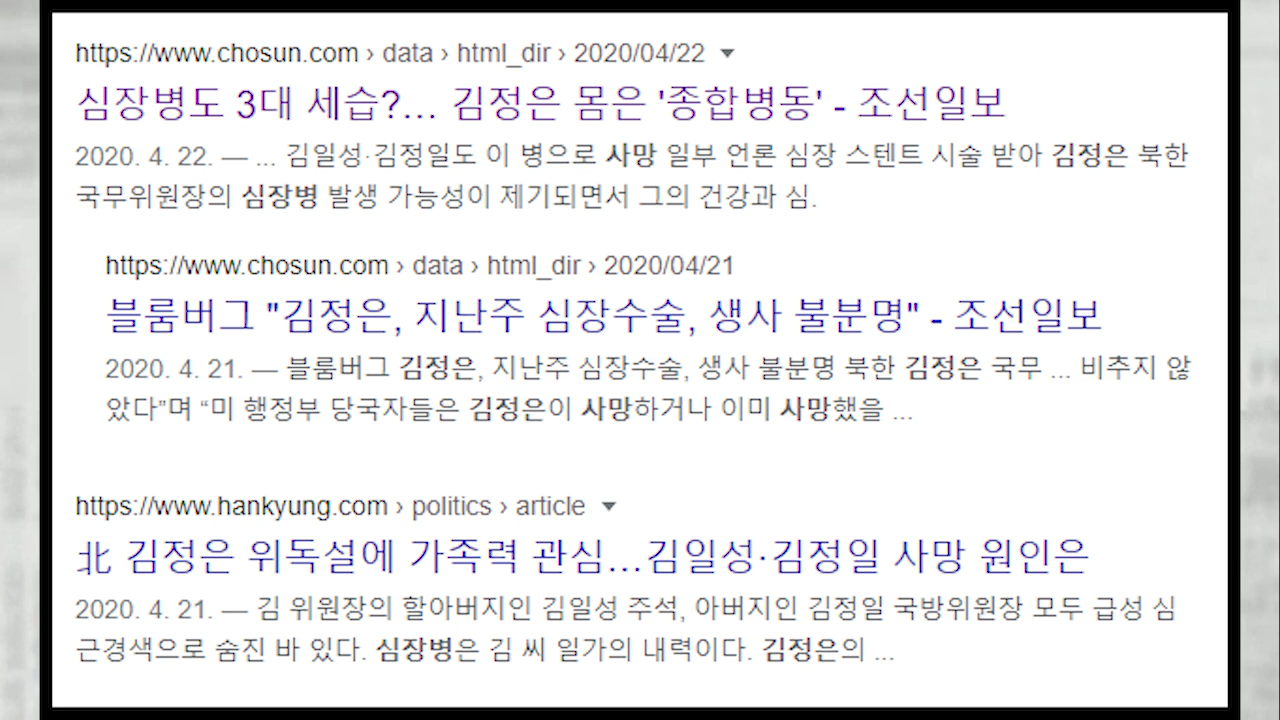 https://www.chosun.com › data › html_dir › 2020/04/22
심장병도 3대 세습?... 김정은 몸은 '종합병동' - 조선일보
2020. 4. 22. — ... 김일성·김정일도 이 병으로 사망 일부 언론 심장 스텐트 시술 받아 김정은 북한
국무위원장의 심장병 발생 가능성이 제기되면서 그의 건강과 심.
https://www.chosun.com › data › html_dir › 2020/04/21
블룸버그 "김정은, 지난주 심장수술, 생사 불분명" - 조선일보
2020. 4. 21. — 블룸버그 김정은, 지난주 심장수술, 생사 불분명 북한 김정은 국무 ... 비추지 않
았다”며 “미 행정부 당국자들은 김정은이 사망하거나 이미 사망했을 ...
https://www.hankyung.com › politics › article
北 김정은 위독설에 가족력 관심...김일성·김정일 사망 원인은
2020. 4. 21. — 김 위원장의 할아버지인 김일성 주석, 아버지인 김정일 국방위원장 모두 급성 심
근경색으로 숨진 바 있다. 심장병은 김 씨 일가의 내력이다. 김정은의 ...